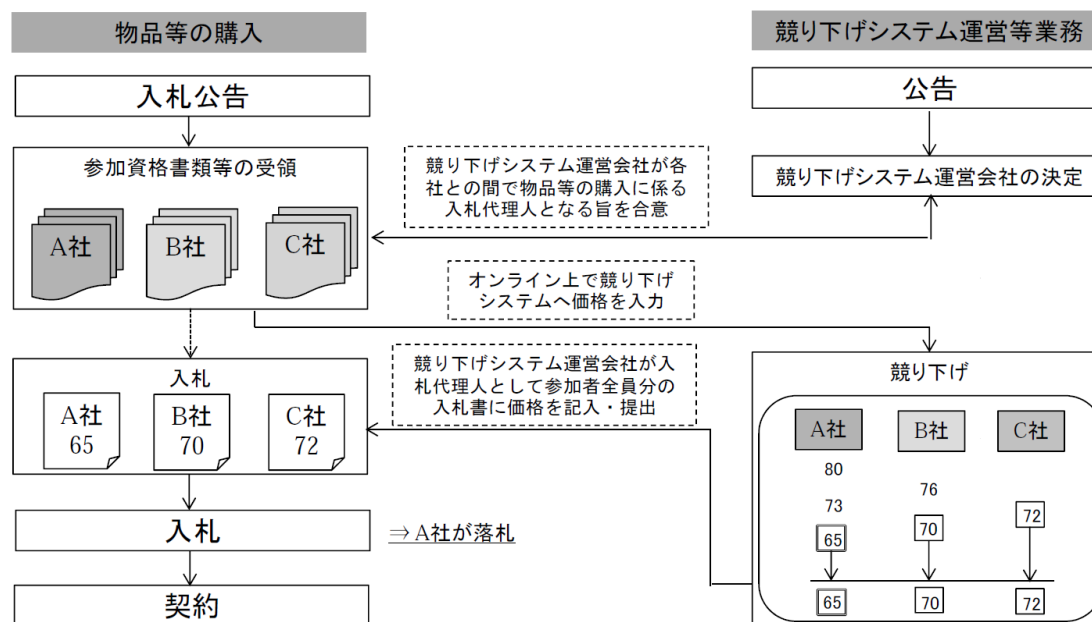 物品等の購入
競り下げシステム運営等業務
入札公告
公告
参加資格書類等の受領
A社
B社
C社
競り下げシステム運営会社が各
社との間で物品等の購入に係る
入札代理人となる旨を合意
競り下げシステム運営会社の決定
オンライン上で競り下げ
システムへ価格を入力
入札
A社
65
B社
70
C社
72
競り下げシステム運営会社が入
札代理人として参加者全員分の
入札書に価格を記入・提出
競り下げ
A社
B社
C社
80
73
76
65
70
72
65
70
72
入札
⇒A社が落札
契約